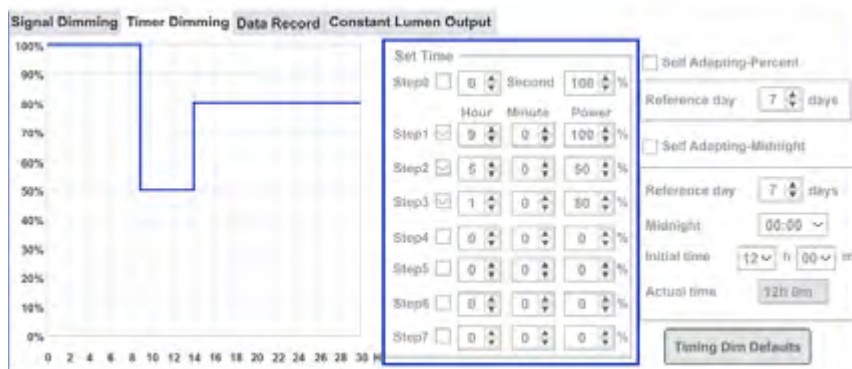 Signal Dimming Timer Dimming Data Record Constant Lumen Output
100%
90%
80%
70%
60%
50%
40%
30%
20%
10%
0%
0 2 4 6 8 10 12 14 16 18 20 22 24 26 28 30 H
Set Time
Step0 0 Second 100 %
Hour Minute Power
Step1 9 0 100 %
Step2 5 0 50 %
Step3 1 0 80 %
Step4 0 0 0 %
Step5 0 0 0 %
Step6 0 0 0 %
Step7 0 0 0 %
Self Adapting-Percent
Reference day 7 days
Self Adapting-Midnight
Reference day 7 days
Midnight 00:00
Initial time 12 h 00 m
Actual time 12h 0m
Timing Dim Defaults